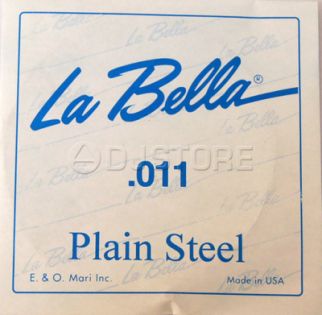 La Bella®
DJSTORE
.011
Plain Steel
E. & O. Mari Inc. Made in USA